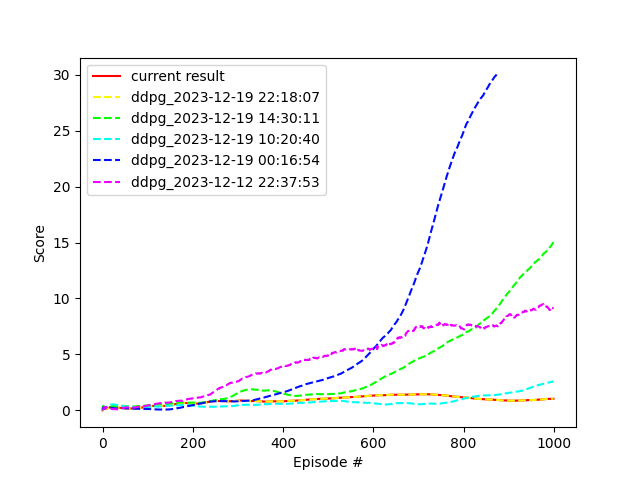 current result
ddpg_2023-12-19 22:18:07
ddpg_2023-12-19 14:30:11
ddpg_2023-12-19 10:20:40
ddpg_2023-12-19 00:16:54
ddpg_2023-12-12 22:37:53
30
25
20
15
10
5
0
Score
0 200 400 600 800 1000
Episode #